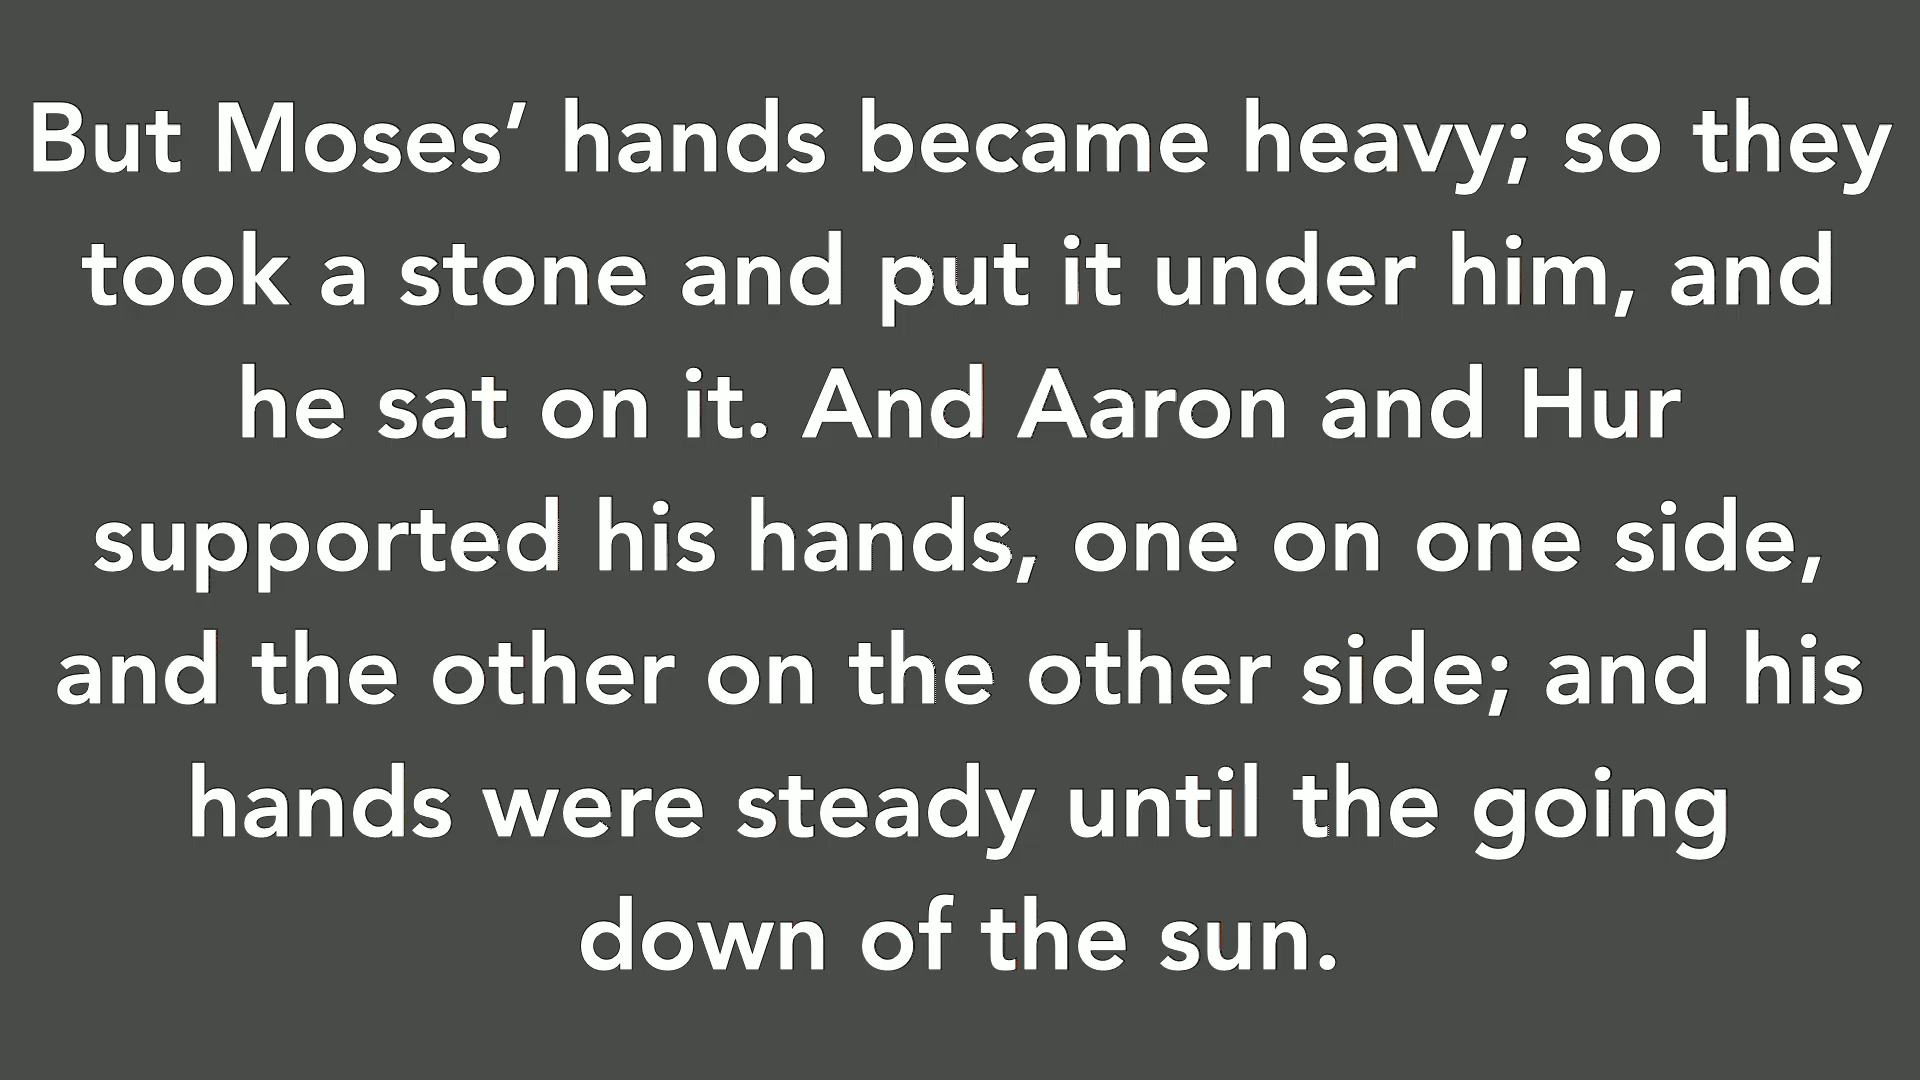 But Moses’ hands became heavy; so they
took a stone and put it under him, and
he sat on it. And Aaron and Hur
supported his hands, one on one side,
and the other on the other side; and his
hands were steady until the going
down of the sun.